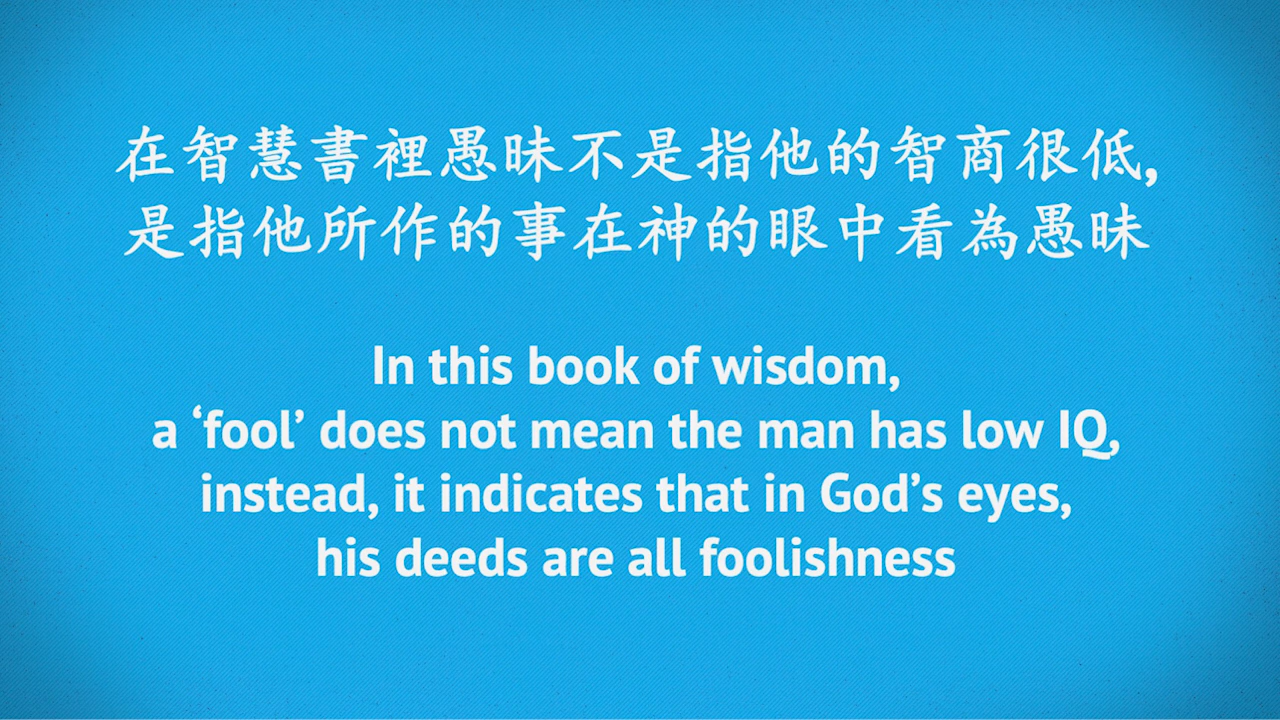 在智慧書裡愚昧不是指他的智商很低,
是指他所作的事在神的眼中看為愚昧
In this book of wisdom,
a ‘fool’ does not mean the man has low IQ,
instead, it indicates that in God’s eyes,
his deeds are all foolishness